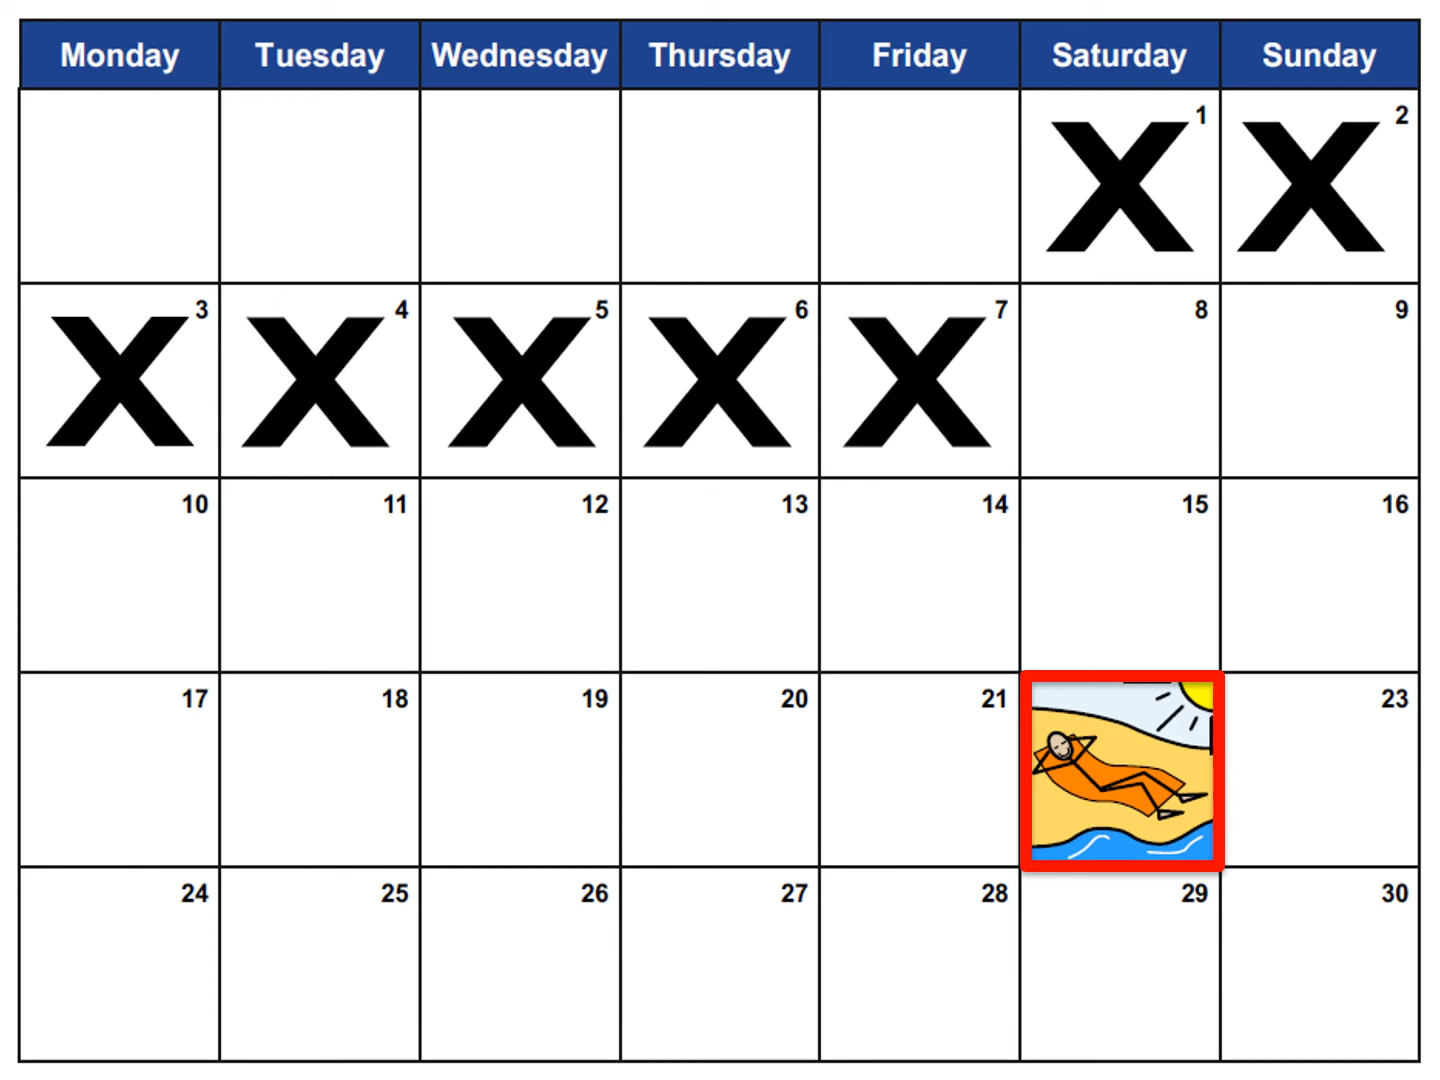 Monday Tuesday Wednesday Thursday Friday Saturday Sunday
1 2
X X
3 4 5 6 7 8 9
X X X X X
10 11 12 13 14 15 16
17 18 19 20 21 23
24 25 26 27 28 29 30